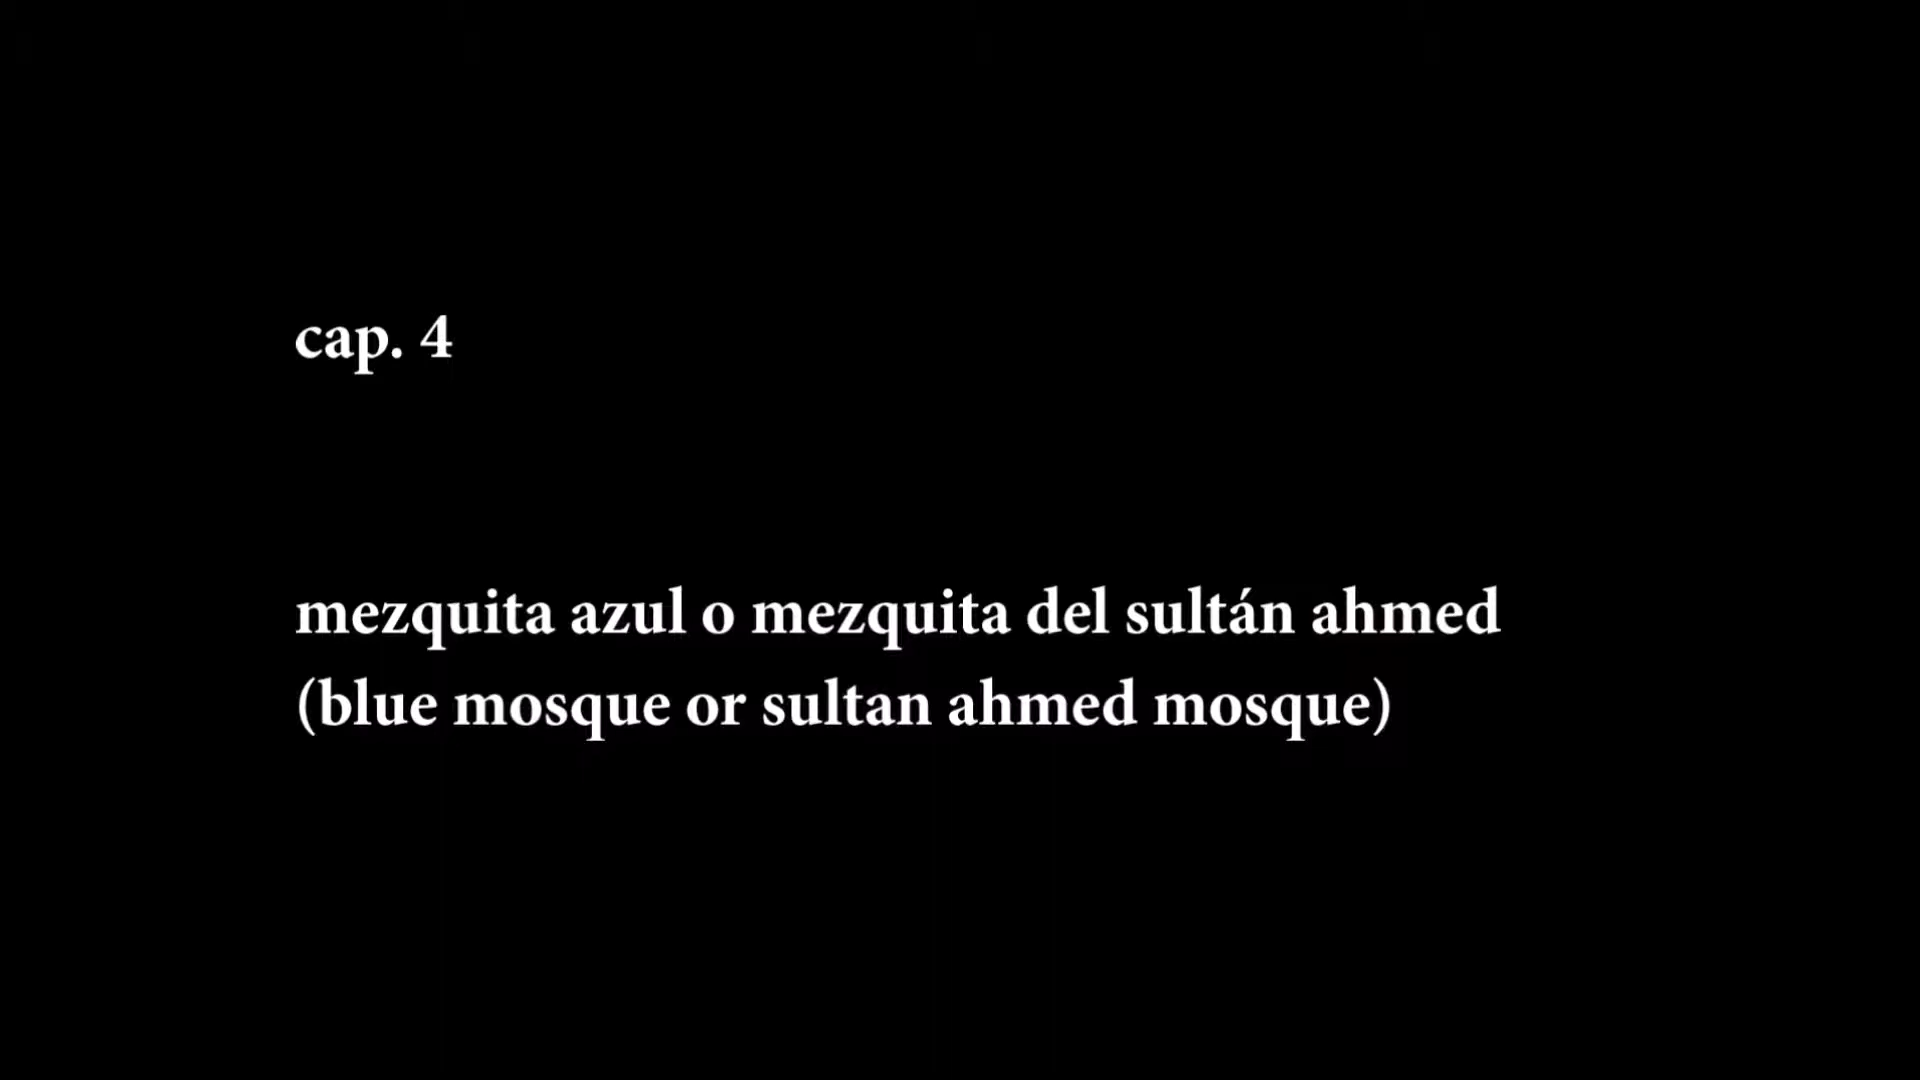 cap. 4
mezquita azul o mezquita del sultán ahmed
(blue mosque or sultan ahmed mosque)